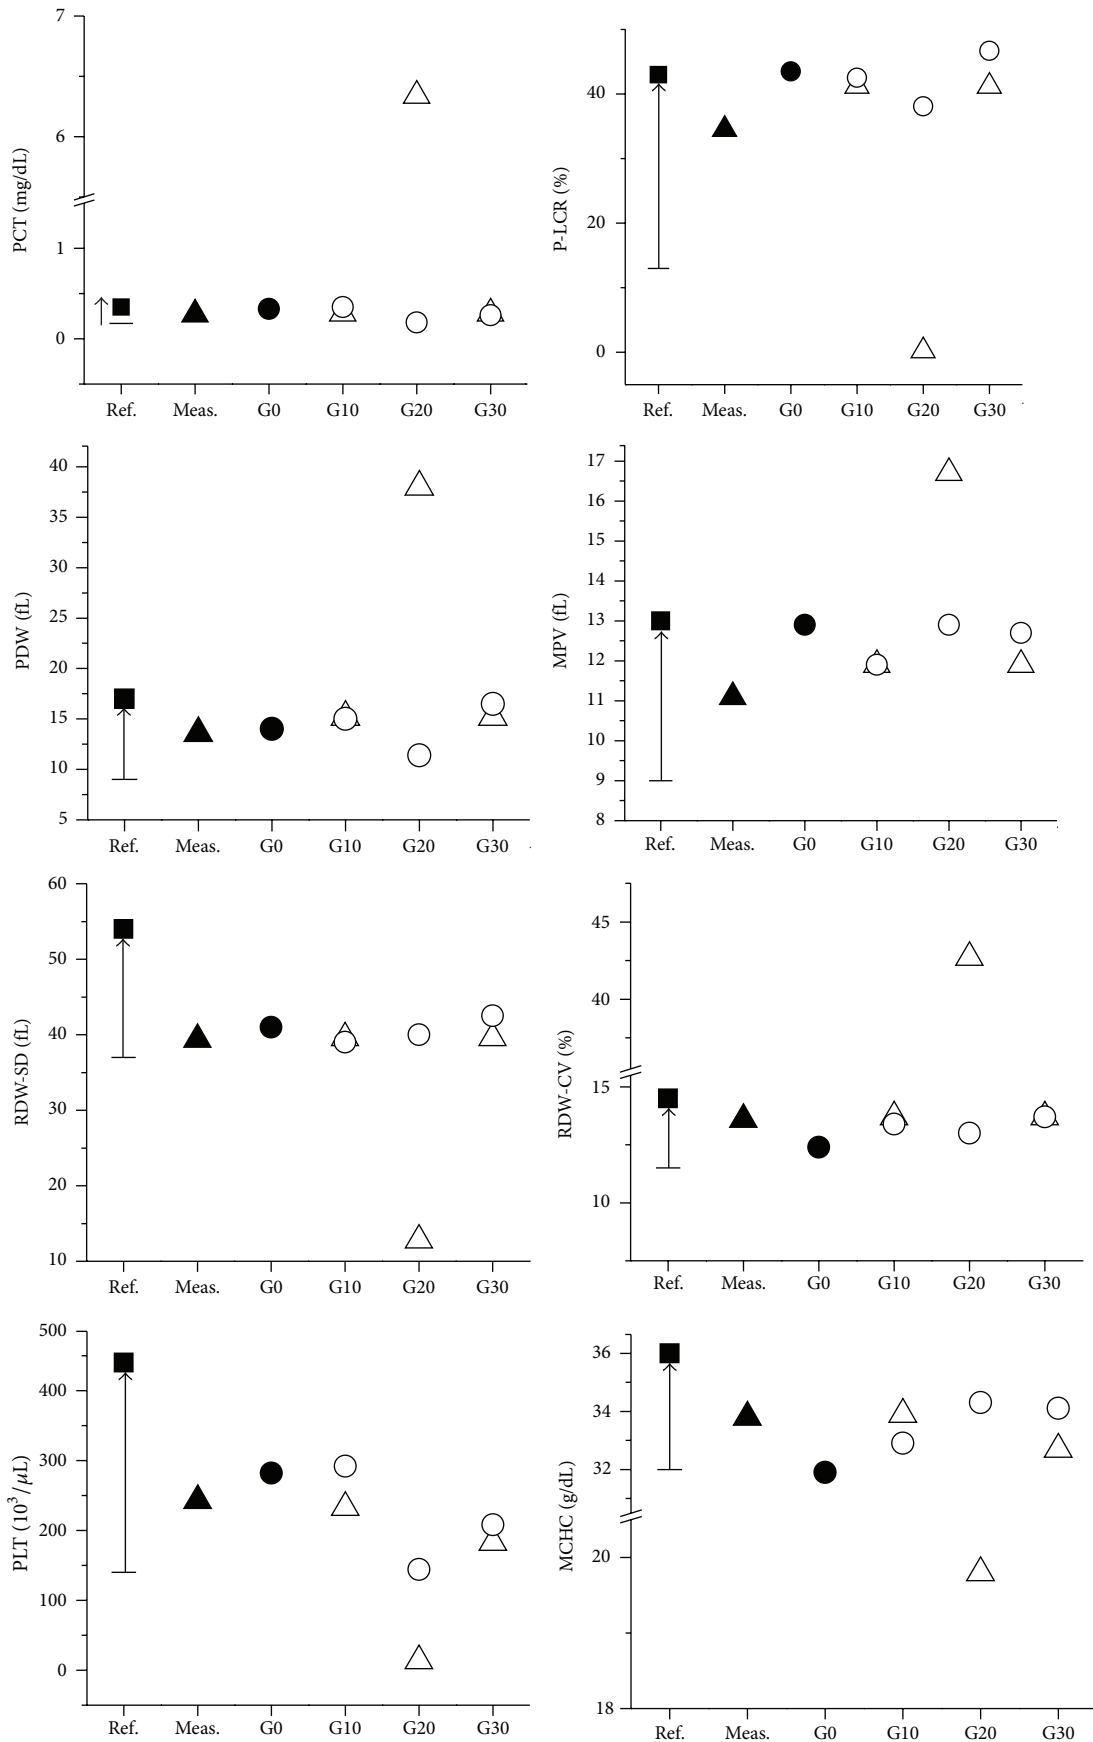 7
6
1
0
PCT (mg/dL)
Ref. Meas. G0 G10 G20 G30
40
20
0
P-LCR (%)
Ref. Meas. G0 G10 G20 G30
40
35
30
25
20
15
10
5
PDW (fL)
Ref. Meas. G0 G10 G20 G30
17
16
15
14
13
12
11
10
9
8
MPV (fL)
Ref. Meas. G0 G10 G20 G30
60
50
40
30
20
10
RDW-SD (fL)
Ref. Meas. G0 G10 G20 G30
45
40
15
10
RDW-CV (%)
Ref. Meas. G0 G10 G20 G30
500
400
300
200
100
0
PLT (10³/μL)
Ref. Meas. G0 G10 G20 G30
36
34
32
20
18
MCHC (g/dL)
Ref. Meas. G0 G10 G20 G30